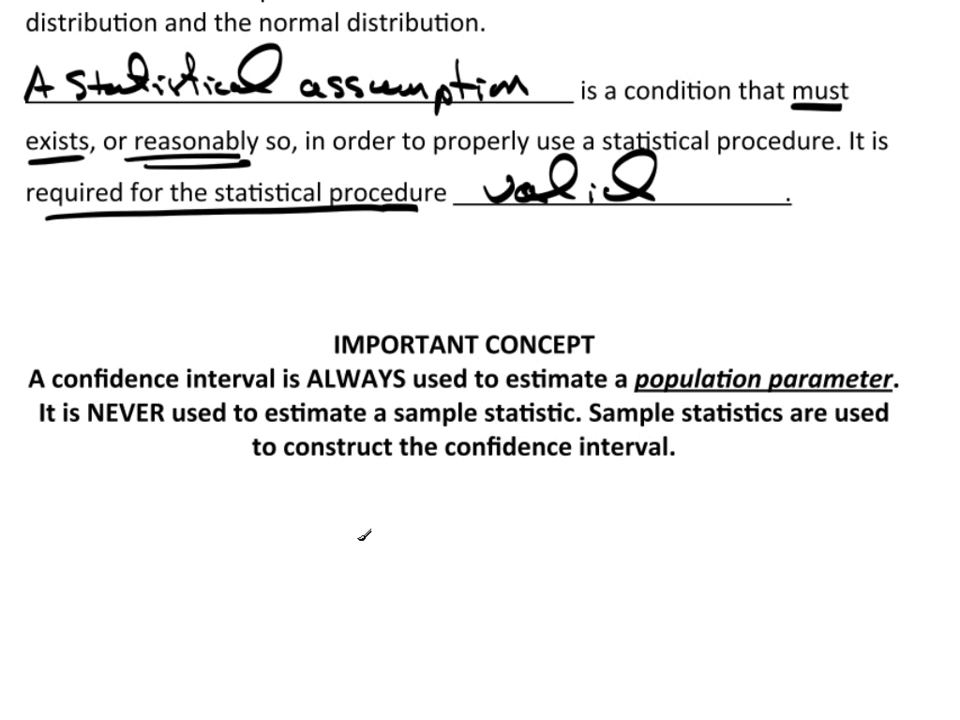 distribution and the normal distribution.
A statistical assumption is a condition that must
exists, or reasonably so, in order to properly use a statistical procedure. It is
required for the statistical procedure valid .
IMPORTANT CONCEPT
A confidence interval is ALWAYS used to estimate a population parameter.
It is NEVER used to estimate a sample statistic. Sample statistics are used
to construct the confidence interval.